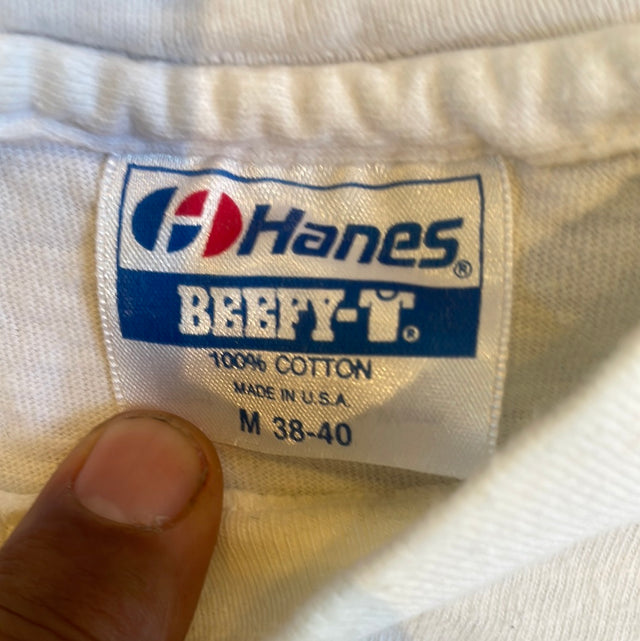 Hanes®
BEEFY-T®
100% COTTON
MADE IN U.S.A.
M 38-40